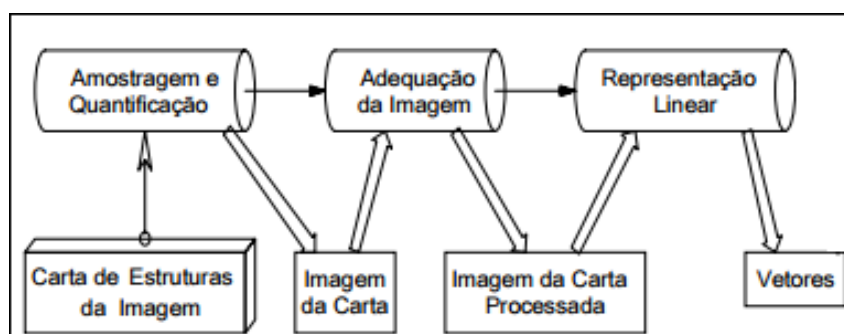 Amostragem e
Quantificação
Adequação
da Imagem
Representação
Linear
Carta de Estruturas
da Imagem
Imagem
da Carta
Imagem da Carta
Processada
Vetores